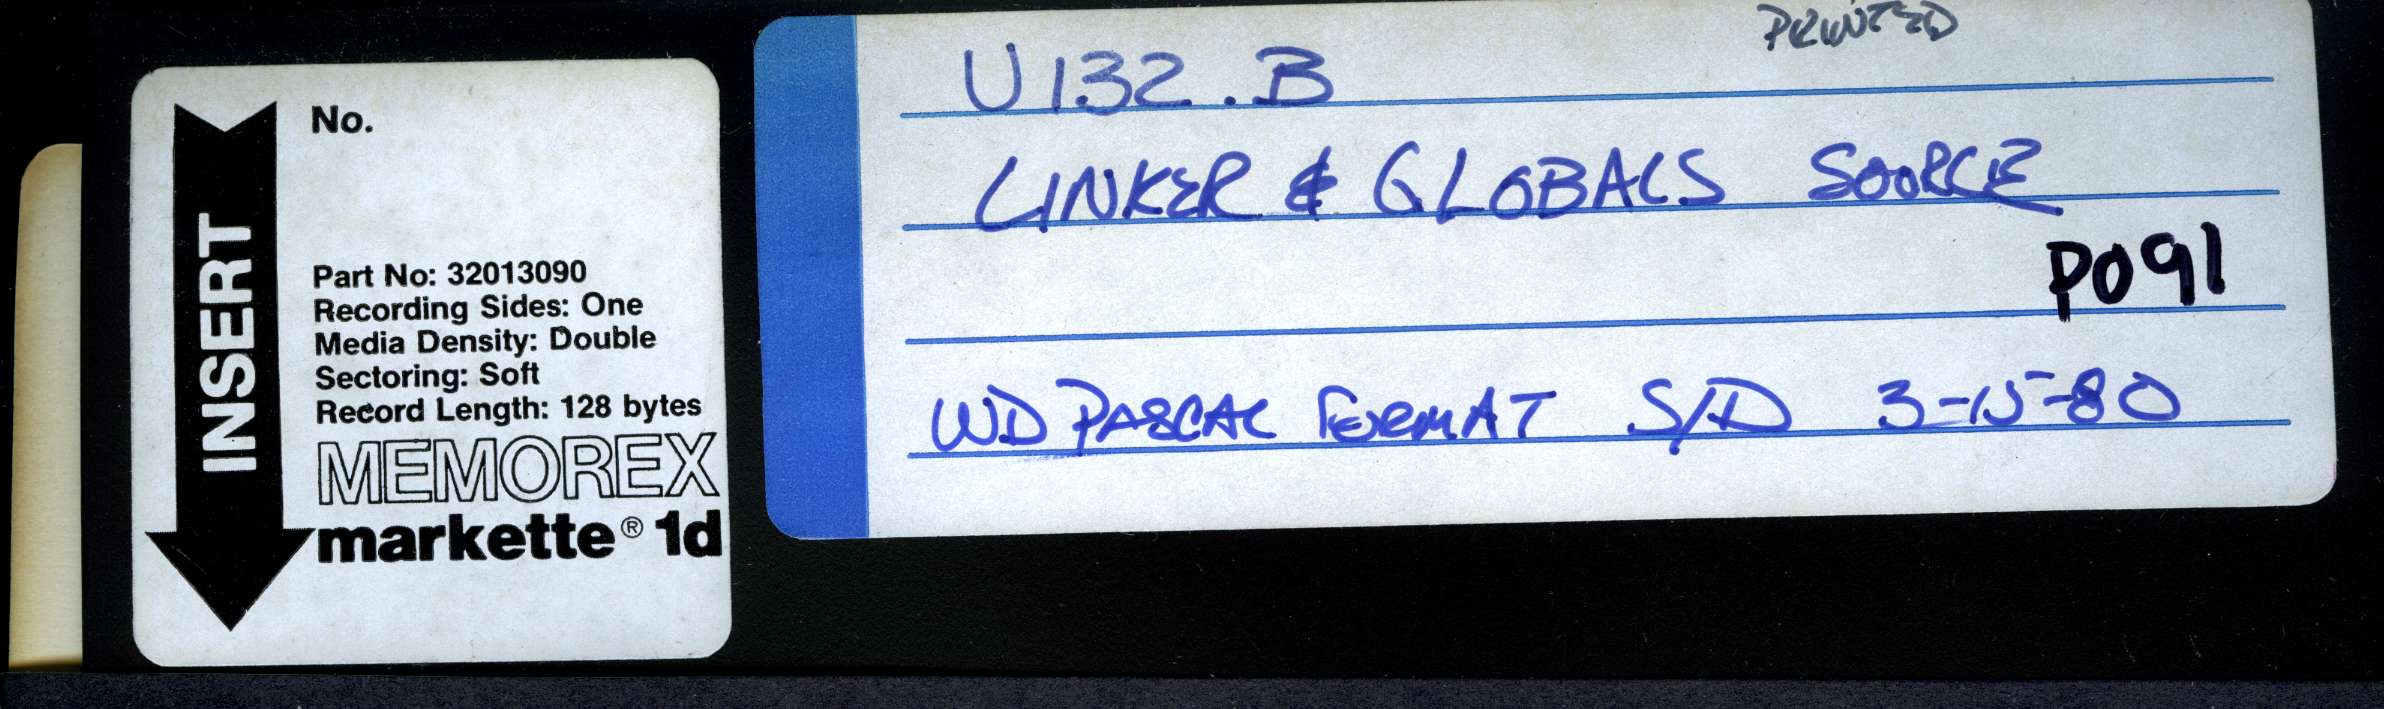 INSERT
No.
Part No: 32013090
Recording Sides: One
Media Density: Double
Sectoring: Soft
Record Length: 128 bytes
MEMOREX
markette® 1d
PRINTED
U132.B
LINKER & GLOBALS SOURCE
P091
WD PASCAL FORMAT S/D 3-15-80